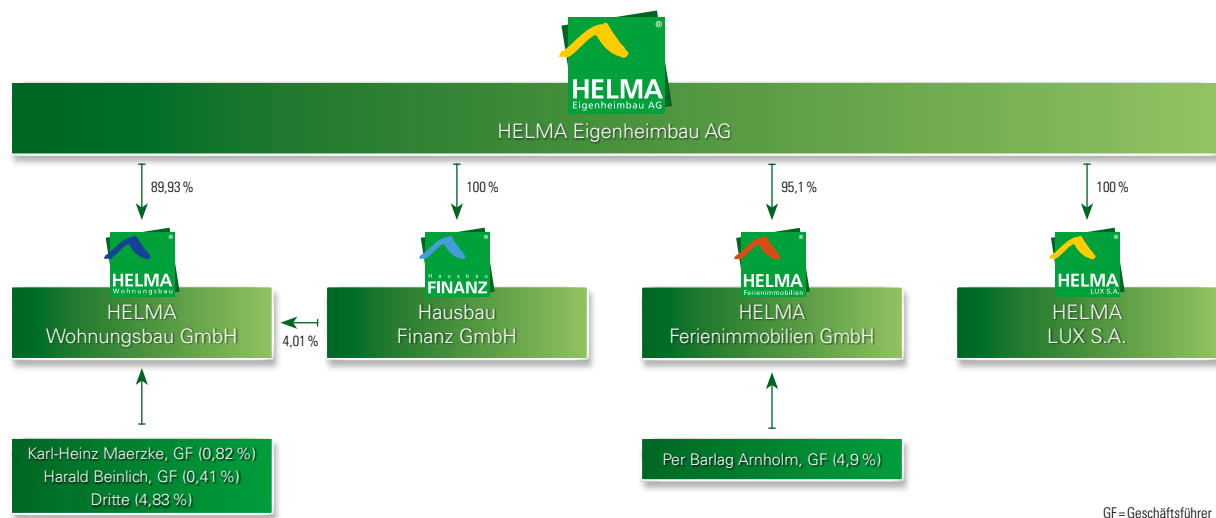 ®
HELMA
Eigenheimbau AG
HELMA Eigenheimbau AG
89,93 %
100 %
95,1 %
100 %
®
HELMA
Wohnungsbau
®
Hausbau
FINANZ
®
HELMA
Ferienimmobilien
®
HELMA
LUX S.A.
HELMA
Wohnungsbau GmbH
4,01 %
Hausbau
Finanz GmbH
HELMA
Ferienimmobilien GmbH
HELMA
LUX S.A.
Karl-Heinz Maerzke, GF (0,82 %)
Harald Beinlich, GF (0,41 %)
Dritte (4,83 %)
Per Barlag Arnholm, GF (4,9 %)
GF = Geschäftsführer